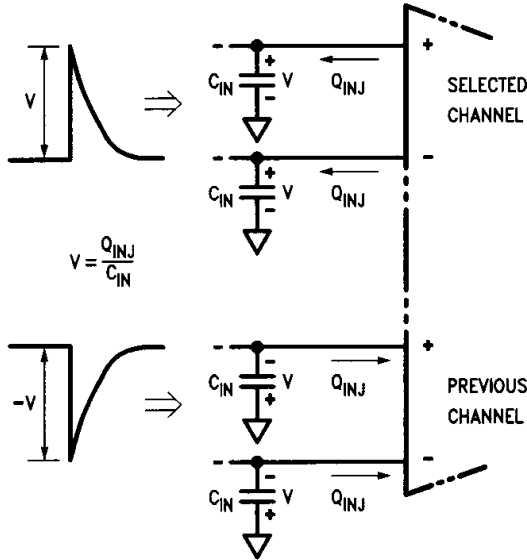 V
C_IN
+
-
V
Q_INJ
+
SELECTED
CHANNEL
C_IN
+
-
V
Q_INJ
-
V = Q_INJ / C_IN
-V
C_IN
-
+
V
Q_INJ
+
PREVIOUS
CHANNEL
C_IN
-
+
V
Q_INJ
-